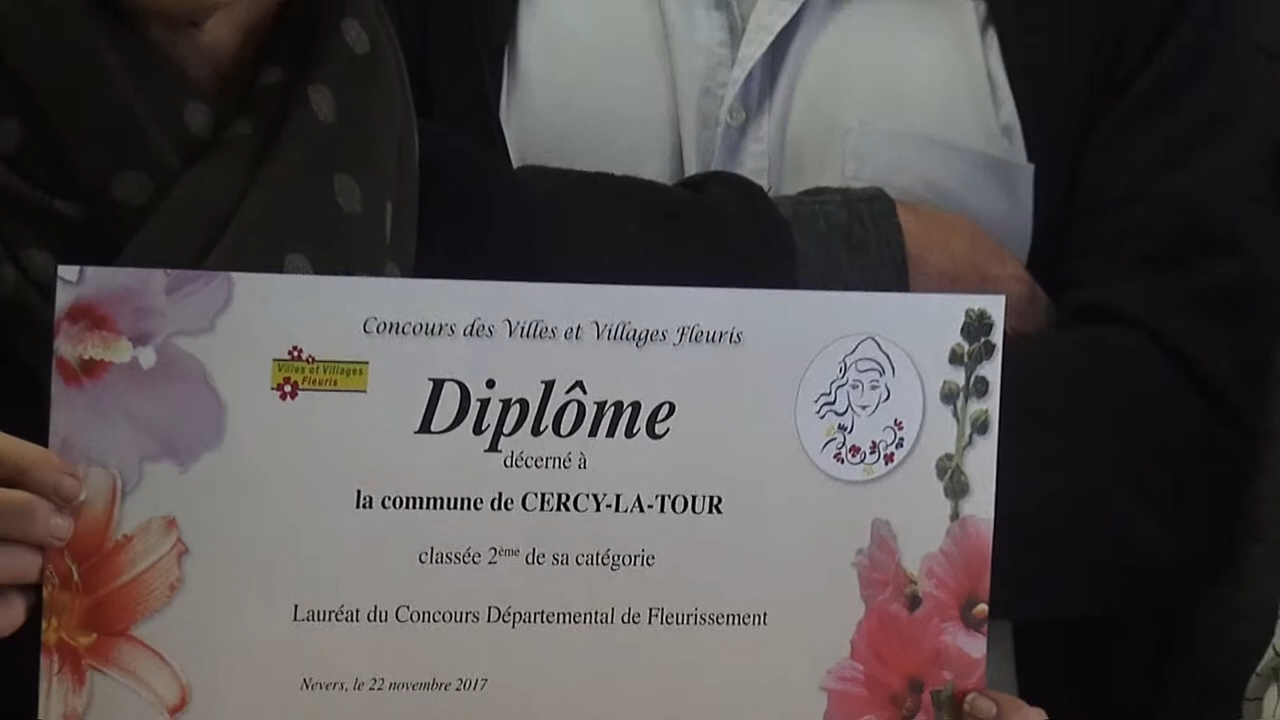 Concours des Villes et Villages Fleuris
Villes et Villages
Fleuris
Diplôme
décerné à
la commune de CERCY-LA-TOUR
classée 2ème de sa catégorie
Lauréat du Concours Départemental de Fleurissement
Nevers, le 22 novembre 2017